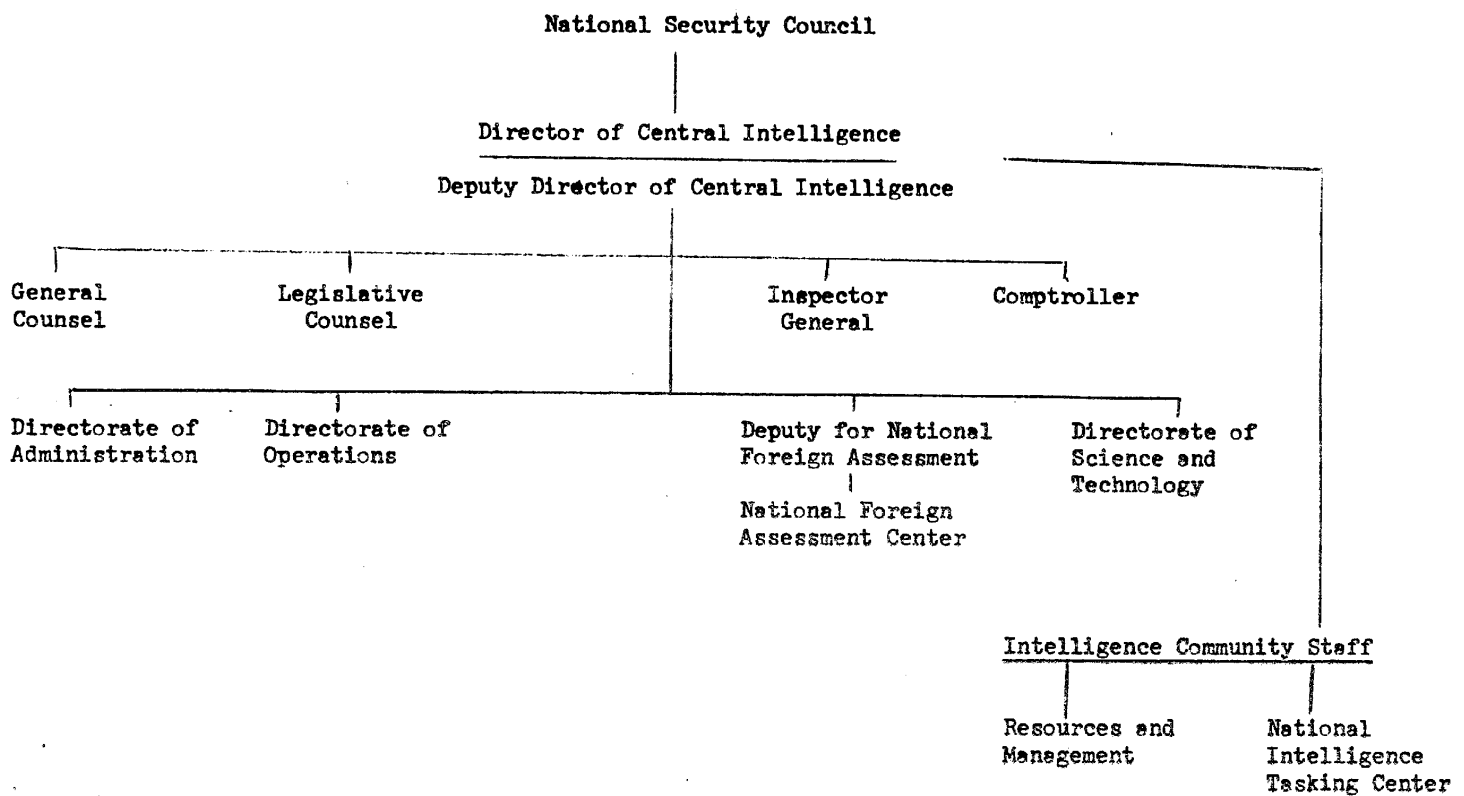 National Security Council
Director of Central Intelligence
Deputy Director of Central Intelligence
General
Counsel
Legislative
Counsel
Inspector
General
Comptroller
Directorate of
Administration
Directorate of
Operations
Deputy for National
Foreign Assessment
National Foreign
Assessment Center
Directorate of
Science and
Technology
Intelligence Community Staff
Resources and
Management
National
Intelligence
Tasking Center